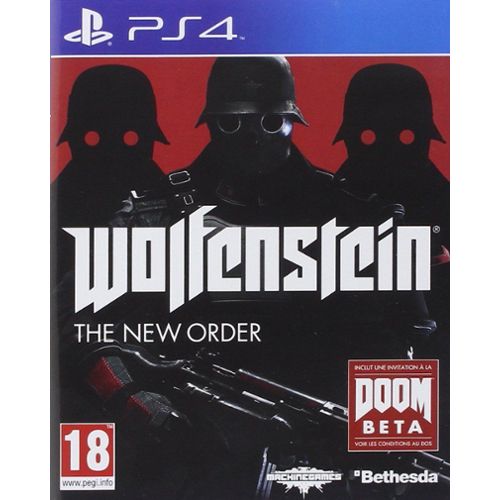 PS4
Wolfenstein®
THE NEW ORDER
INCLUT UNE INVITATION À LA
DOOM
BETA
VOIR LES CONDITIONS AU DOS
18
www.pegi.info
MACHINEGAMES
Bethesda®